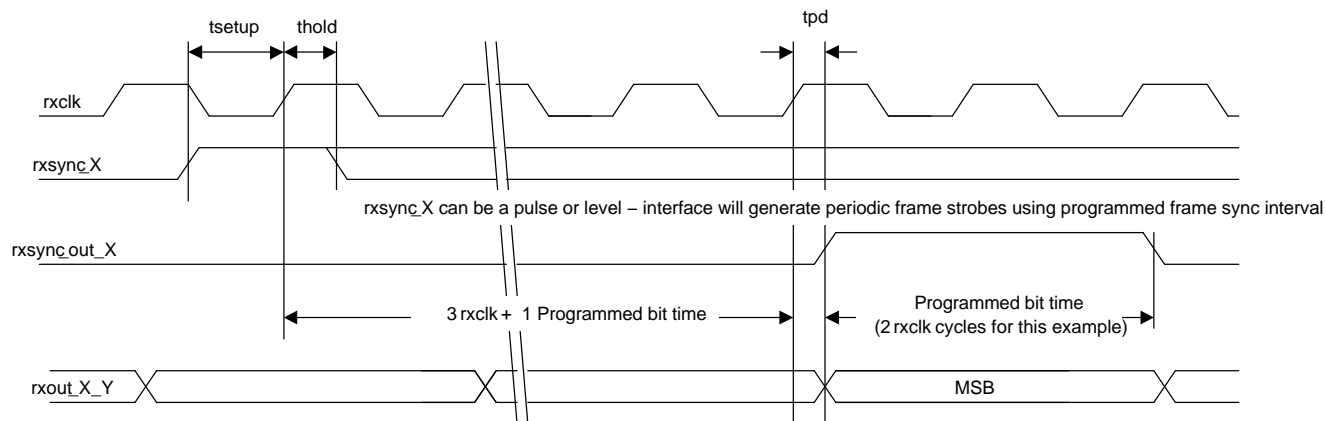 tsetup
thold
tpd
rxclk
rxsync_X
rxsync_X can be a pulse or level – interface will generate periodic frame strobes using programmed frame sync interval
rxsync_out_X
3 rxclk + 1 Programmed bit time
Programmed bit time
(2 rxclk cycles for this example)
rxout_X_Y
MSB